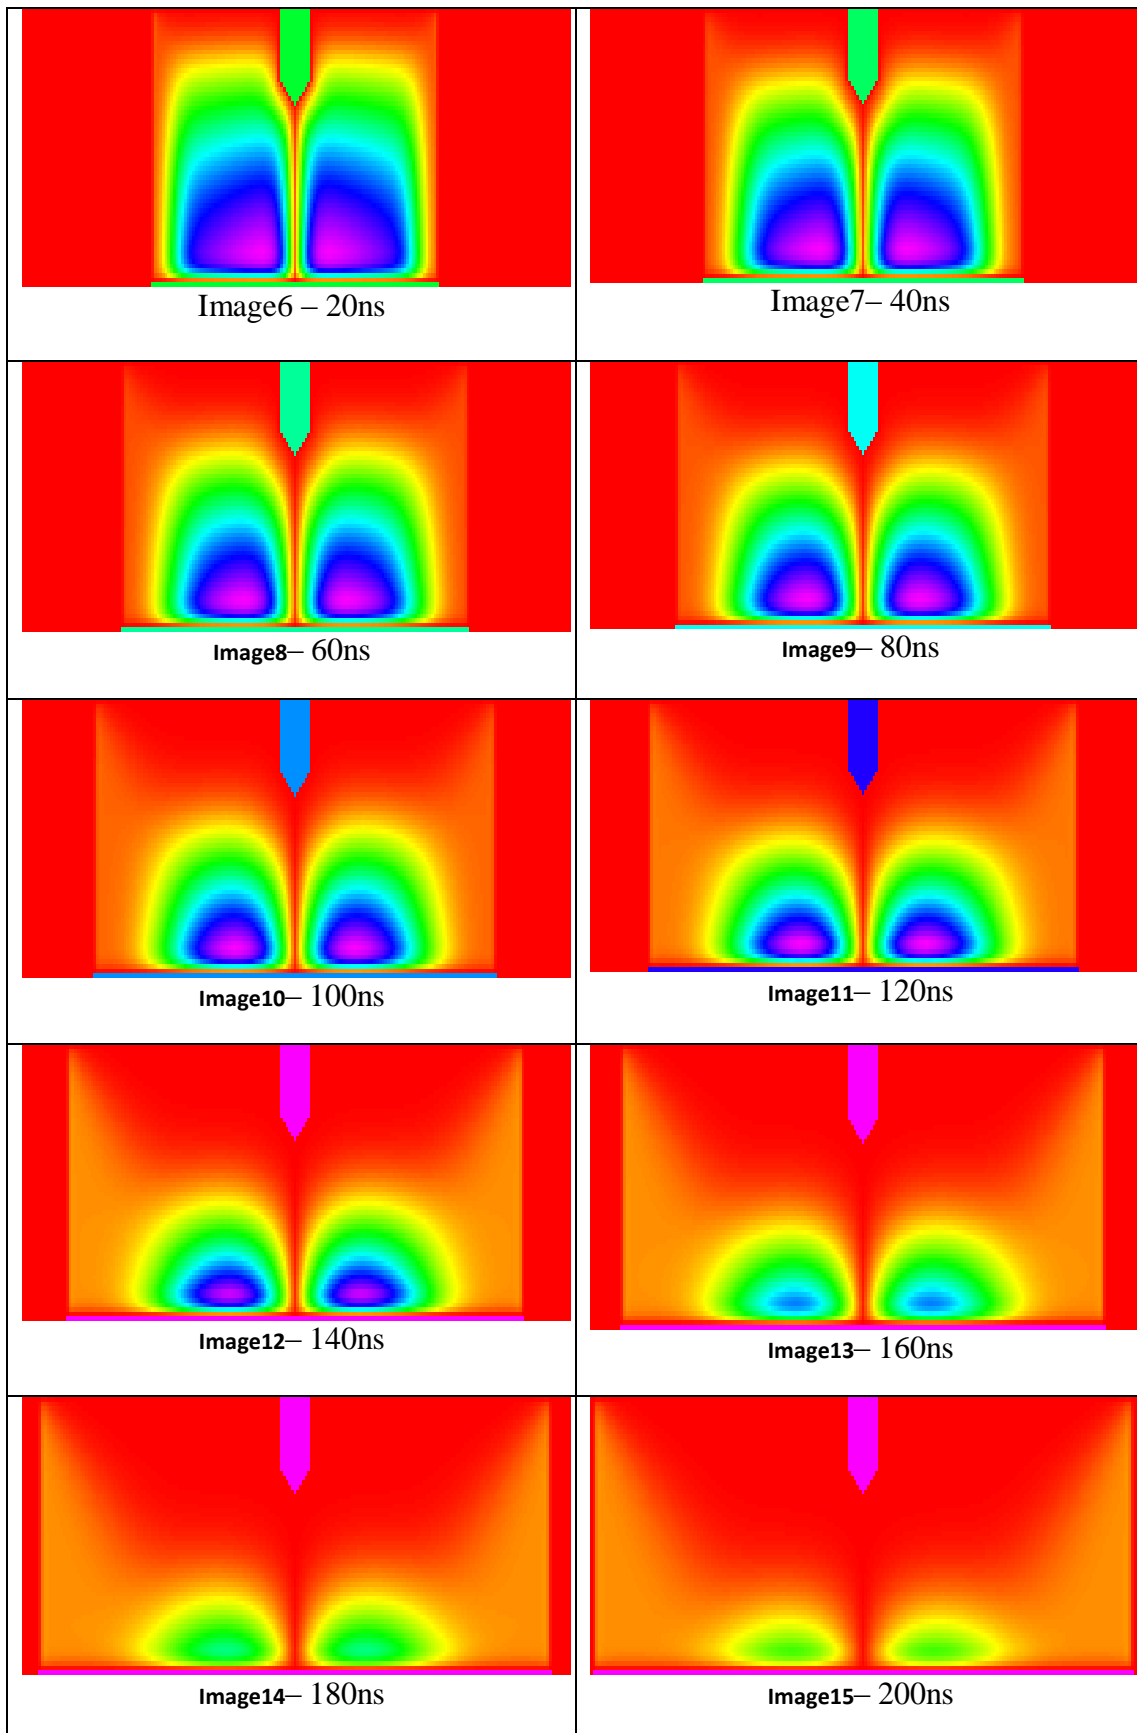 Image6 – 20ns
Image7– 40ns
Image8– 60ns
Image9– 80ns
Image10– 100ns
Image11– 120ns
Image12– 140ns
Image13– 160ns
Image14– 180ns
Image15– 200ns